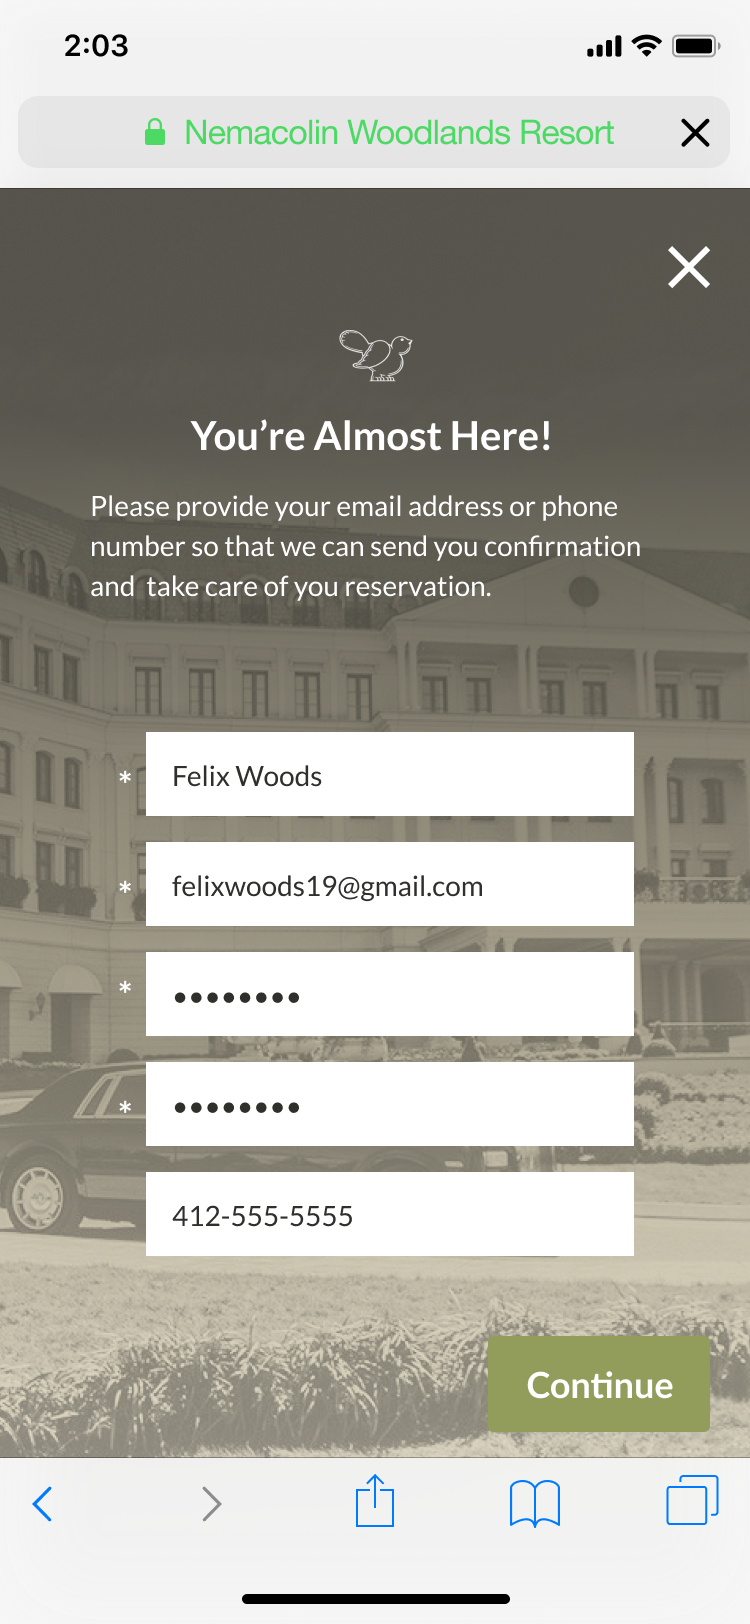 2:03
Nemacolin Woodlands Resort
You’re Almost Here!
Please provide your email address or phone
number so that we can send you confirmation
and  take care of you reservation.
* Felix Woods
* felixwoods19@gmail.com
* ••••••••
* ••••••••
412-555-5555
Continue